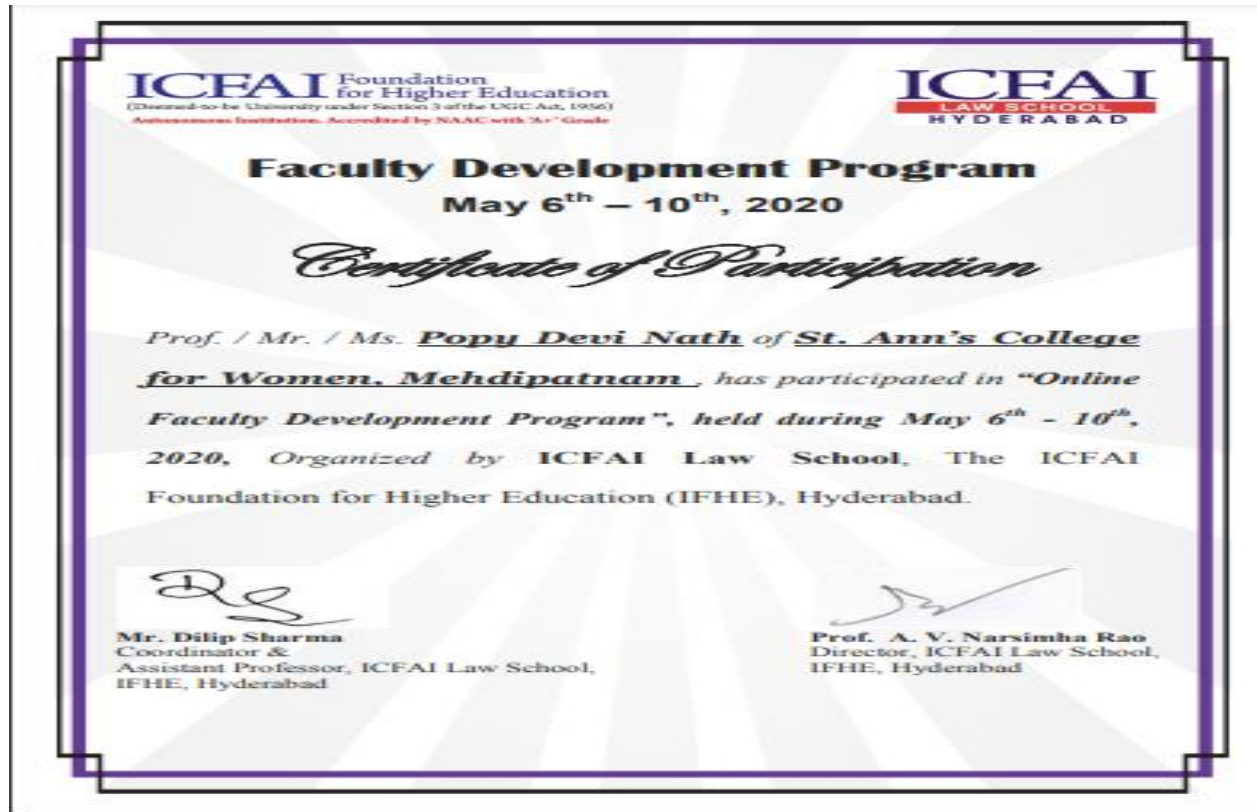 ICFAI Foundation
for Higher Education
(Deemed-to-be University under Section 3 of the UGC Act, 1956)
Autonomous Institution. Accredited by NAAC with 'A+' Grade
ICFAI
LAW SCHOOL
HYDERABAD
Faculty Development Program
May 6th – 10th, 2020
Certificate of Participation
Prof. / Mr. / Ms. Popy Devi Nath of St. Ann's College
for Women, Mehdipatnam , has participated in “Online
Faculty Development Program”, held during May 6th - 10th,
2020, Organized by ICFAI Law School, The ICFAI
Foundation for Higher Education (IFHE), Hyderabad.
Mr. Dilip Sharma
Coordinator &
Assistant Professor, ICFAI Law School,
IFHE, Hyderabad
Prof. A. V. Narsimha Rao
Director, ICFAI Law School,
IFHE, Hyderabad